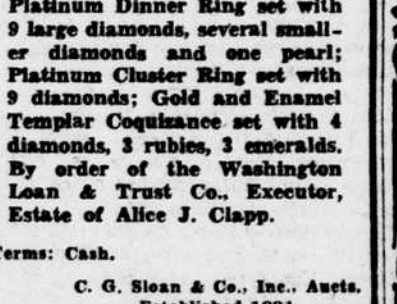 Platinum Dinner Ring set with
9 large diamonds, several small-
er diamonds and one pearl;
Platinum Cluster Ring set with
9 diamonds; Gold and Enamel
Templar Coquizance set with 4
diamonds, 3 rubies, 3 emeralds.
By order of the Washington
Loan & Trust Co., Executor,
Estate of Alice J. Clapp.
erms: Cash.
C. G. Sloan & Co., Inc., Aucts.
Established 1891